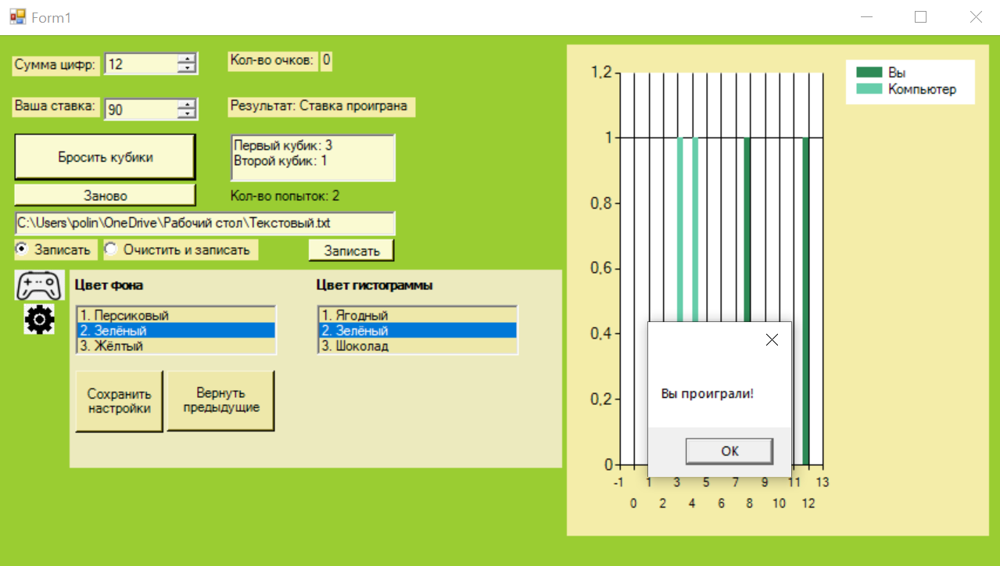 Form1
Сумма цифр: 12
Кол-во очков: 0
Ваша ставка: 90
Результат: Ставка проиграна
Бросить кубики
Первый кубик: 3
Второй кубик: 1
Заново
Кол-во попыток: 2
C:\Users\polin\OneDrive\Рабочий стол\Текстовый.txt
Записать
Очистить и записать
Записать
Цвет фона
1. Персиковый
2. Зелёный
3. Жёлтый
Цвет гистограммы
1. Ягодный
2. Зелёный
3. Шоколад
Сохранить
настройки
Вернуть
предыдущие
Вы
Компьютер
1,2
1
0,8
0,6
0,4
0,2
0
-1 1 3 5 7 9 11 13
0 2 4 6 8 10 12
Вы проиграли!
OK